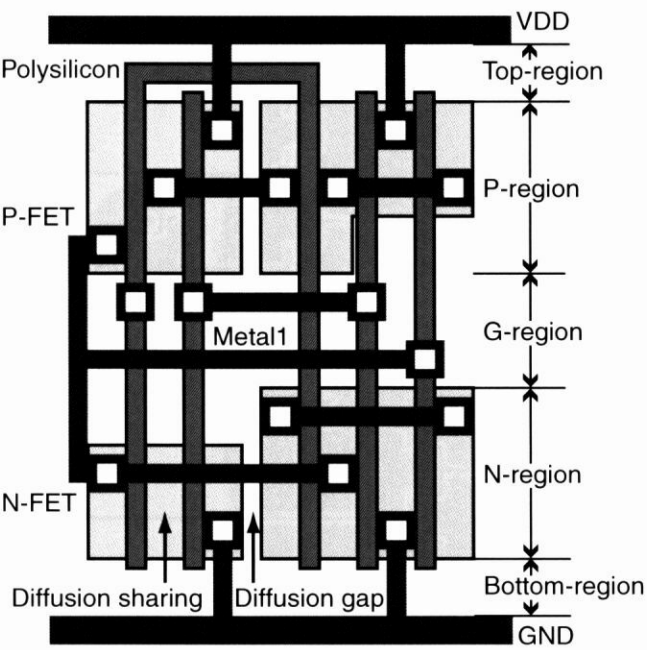 VDD
Polysilicon
Top-region
P-region
P-FET
G-region
Metal1
N-region
N-FET
Diffusion sharing
Diffusion gap
Bottom-region
GND